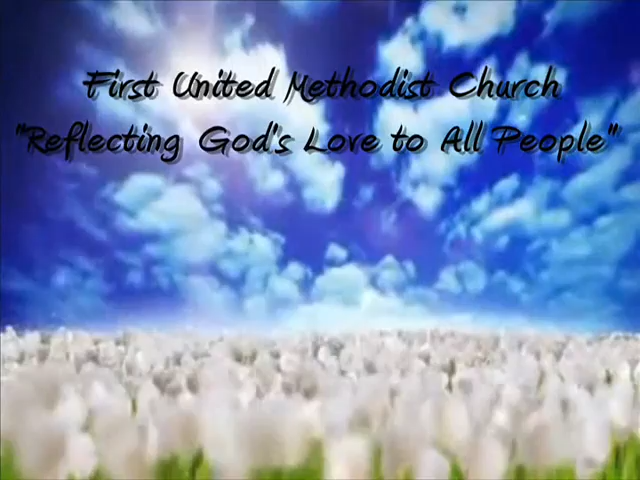 First United Methodist Church
"Reflecting God's Love to All People"